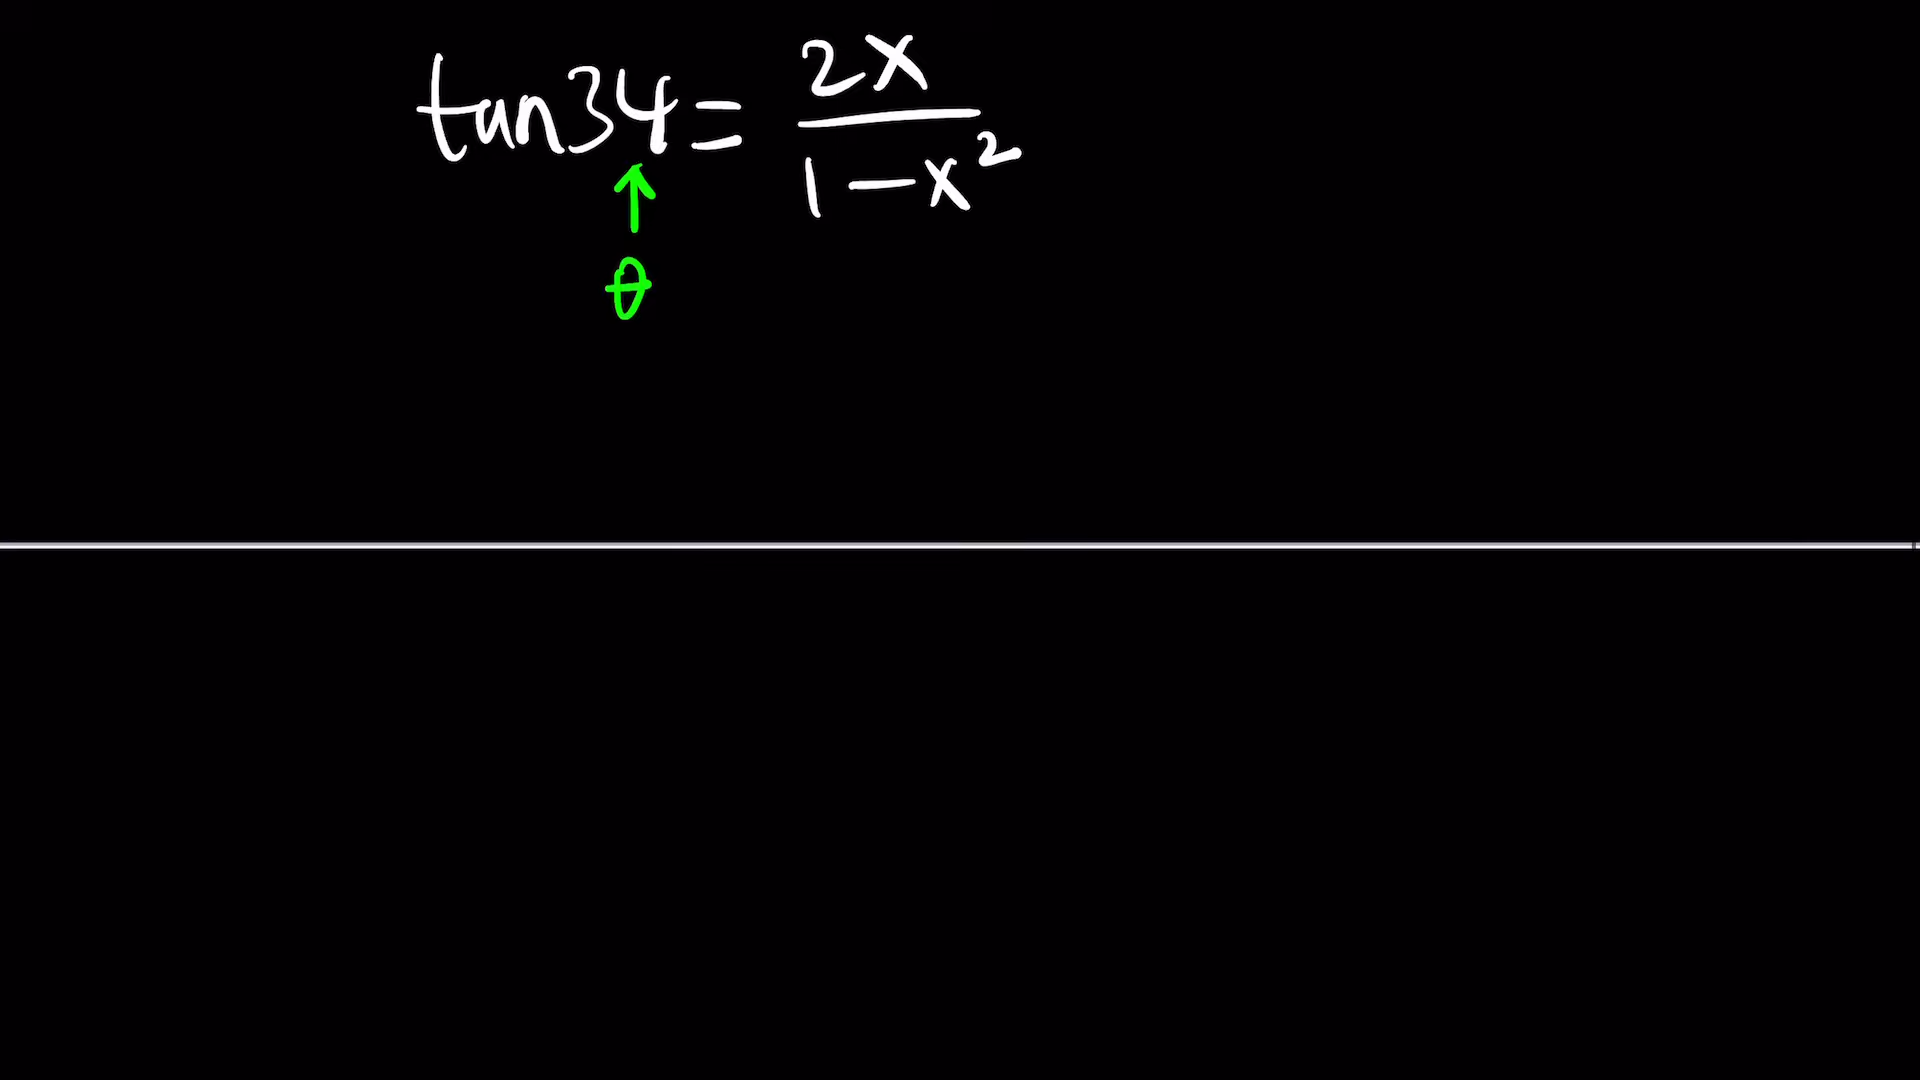 tan34 = 2x / 1 - x²
↑
θ